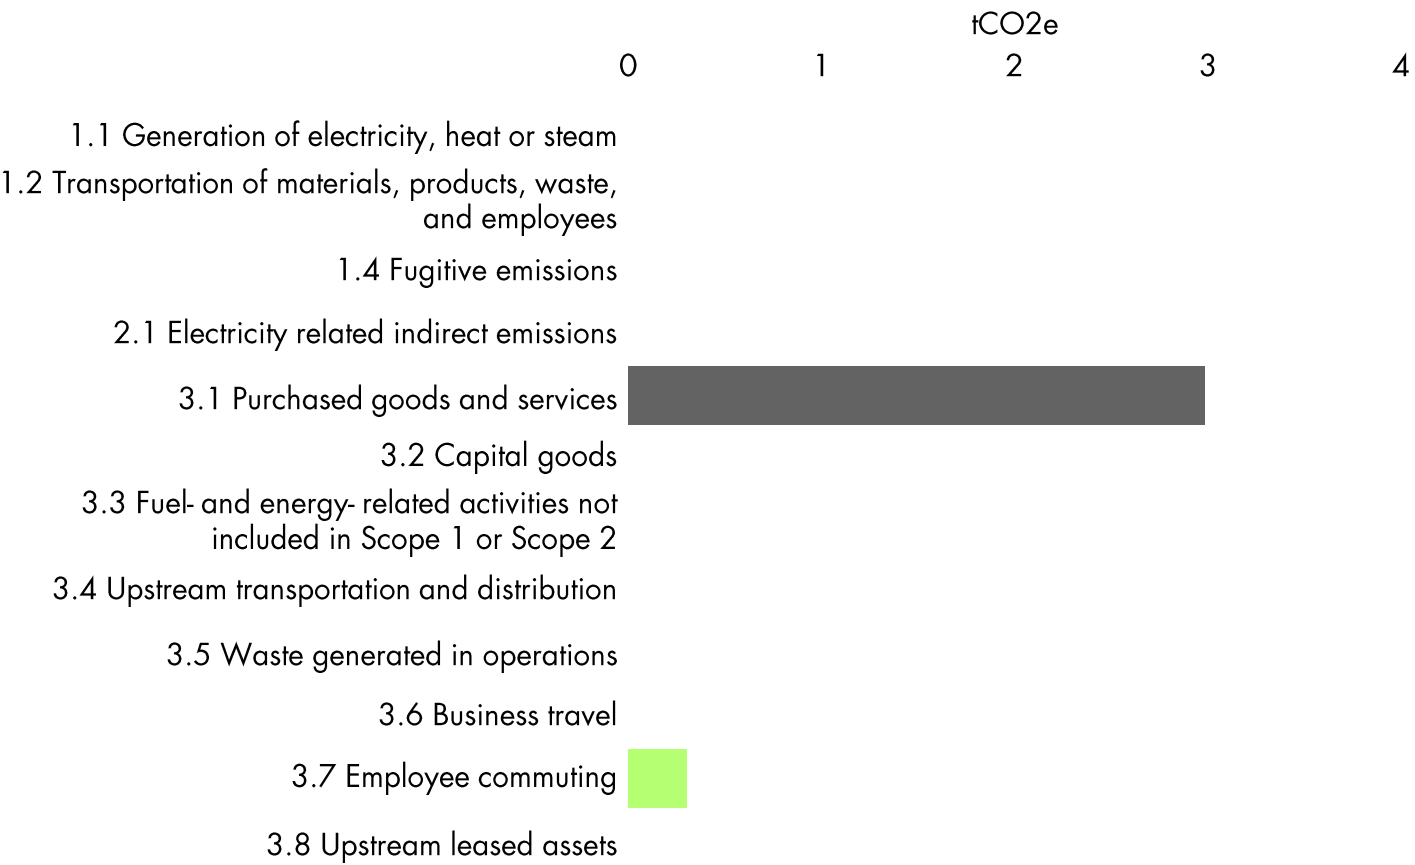 tCO2e
0 1 2 3 4
1.1 Generation of electricity, heat or steam
1.2 Transportation of materials, products, waste,
and employees
1.4 Fugitive emissions
2.1 Electricity related indirect emissions
3.1 Purchased goods and services
3.2 Capital goods
3.3 Fuel- and energy- related activities not
included in Scope 1 or Scope 2
3.4 Upstream transportation and distribution
3.5 Waste generated in operations
3.6 Business travel
3.7 Employee commuting
3.8 Upstream leased assets